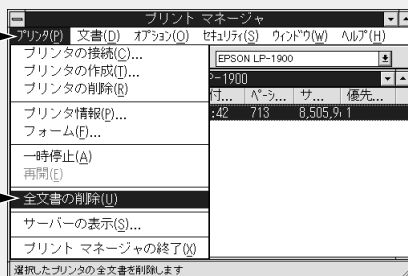 プリント マネージャ
プリンタ(P) 文書(D) オプション(O) セキュリティ(S) ウィンドウ(W) ヘルプ(H)
プリンタの接続(C)...
プリンタの作成(T)...
プリンタの削除(R)
プリンタ情報(P)...
フォーム(F)...
一時停止(A)
再開(E)
全文書の削除(U)
サーバーの表示(S)...
プリント マネージャの終了(X)
EPSON LP-1900
-1900
付... ページ... サ... 優先...
:42 713 8,505,9 1
選択したプリンタの全文書を削除します